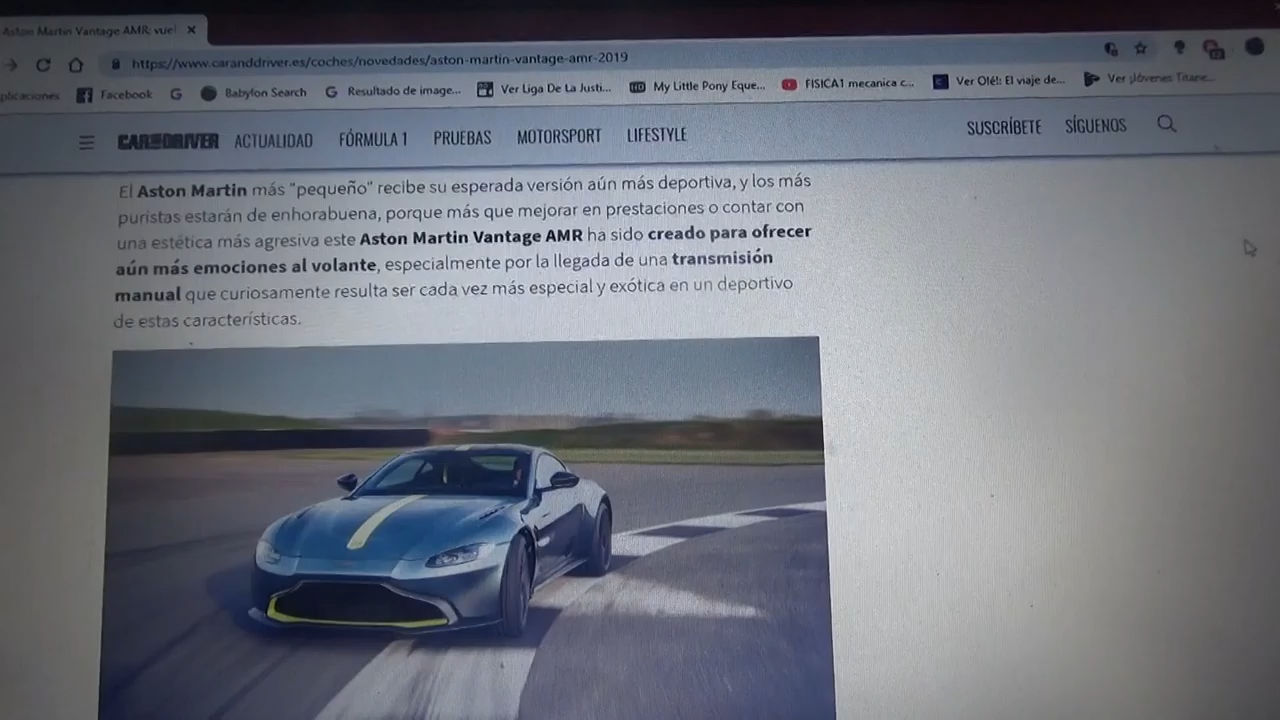 Aston Martin Vantage AMR: vuel
https://www.caranddriver.es/coches/novedades/aston-martin-vantage-amr-2019
plicaciones Facebook Babylon Search Resultado de image... Ver Liga De La Justi... My Little Pony Eque... FISICA1 mecanica c... Ver Olé!: El viaje de... Ver ¡Jóvenes Titane...
CAR AND DRIVER ACTUALIDAD FÓRMULA 1 PRUEBAS MOTORSPORT LIFESTYLE SUSCRÍBETE SÍGUENOS
El Aston Martin más "pequeño" recibe su esperada versión aún más deportiva, y los más
puristas estarán de enhorabuena, porque más que mejorar en prestaciones o contar con
una estética más agresiva este Aston Martin Vantage AMR ha sido creado para ofrecer
aún más emociones al volante, especialmente por la llegada de una transmisión
manual que curiosamente resulta ser cada vez más especial y exótica en un deportivo
de estas características.